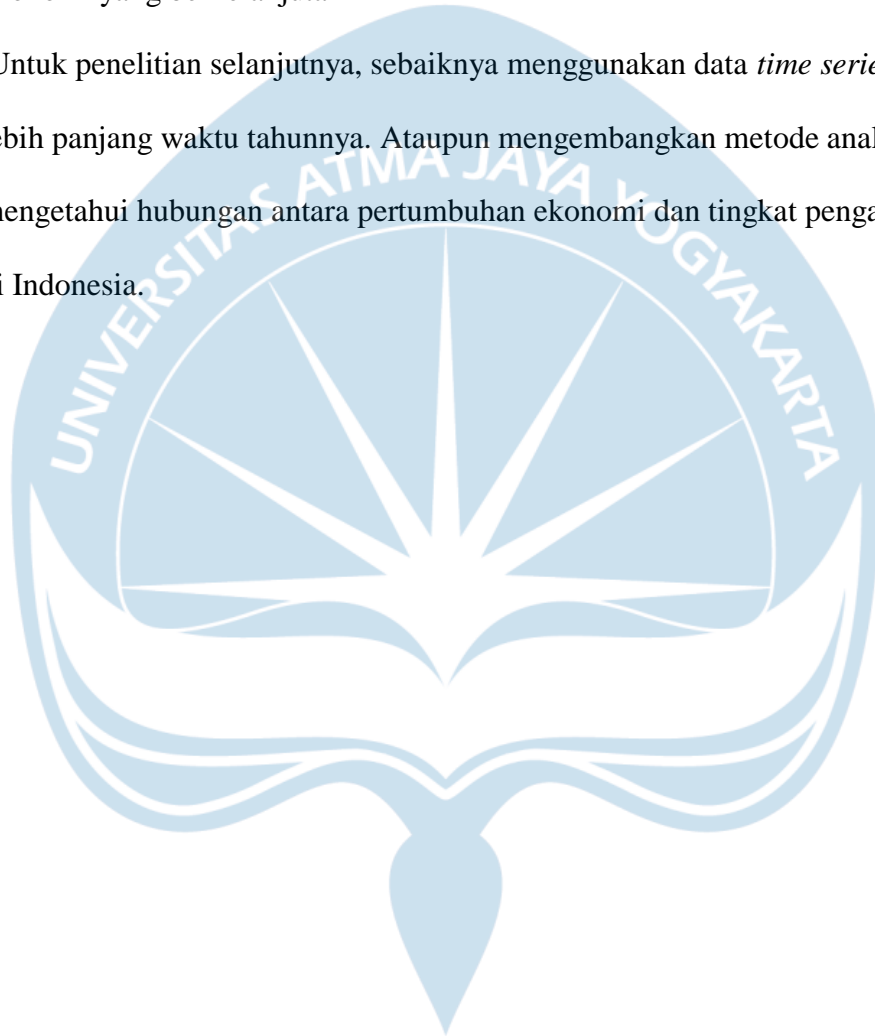 yang
Untuk penelitian selanjutnya, sebaiknya menggunakan data time serie
ebih panjang waktu tahunnya. Ataupun mengembangkan metode anal
mengetahui hubungan antara pertumbuhan ekonomi dan tingkat penga
i Indonesia.
UNIVERSITAS ATMA JAYA YOGYAKARTA